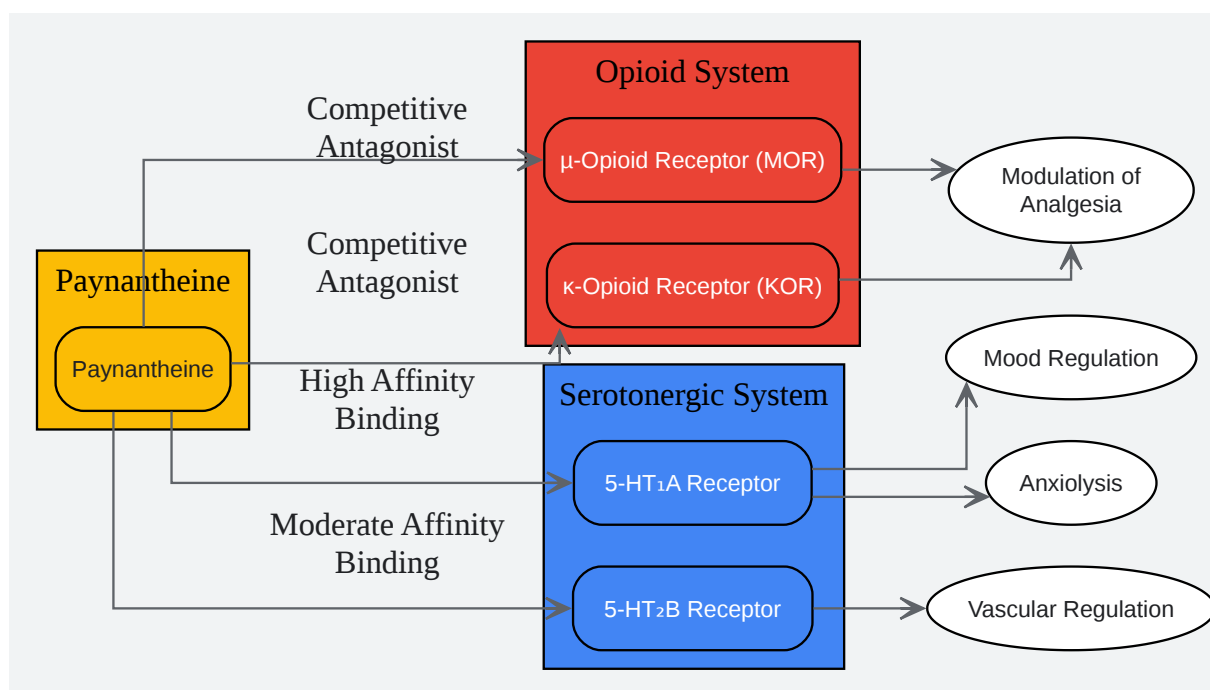 Opioid System
Competitive
Antagonist
μ-Opioid Receptor (MOR)
Modulation of
Analgesia
Competitive
Antagonist
κ-Opioid Receptor (KOR)
Paynantheine
Paynantheine
High Affinity
Binding
Serotonergic System
Mood Regulation
5-HT₁A Receptor
Anxiolysis
Moderate Affinity
Binding
5-HT₂B Receptor
Vascular Regulation